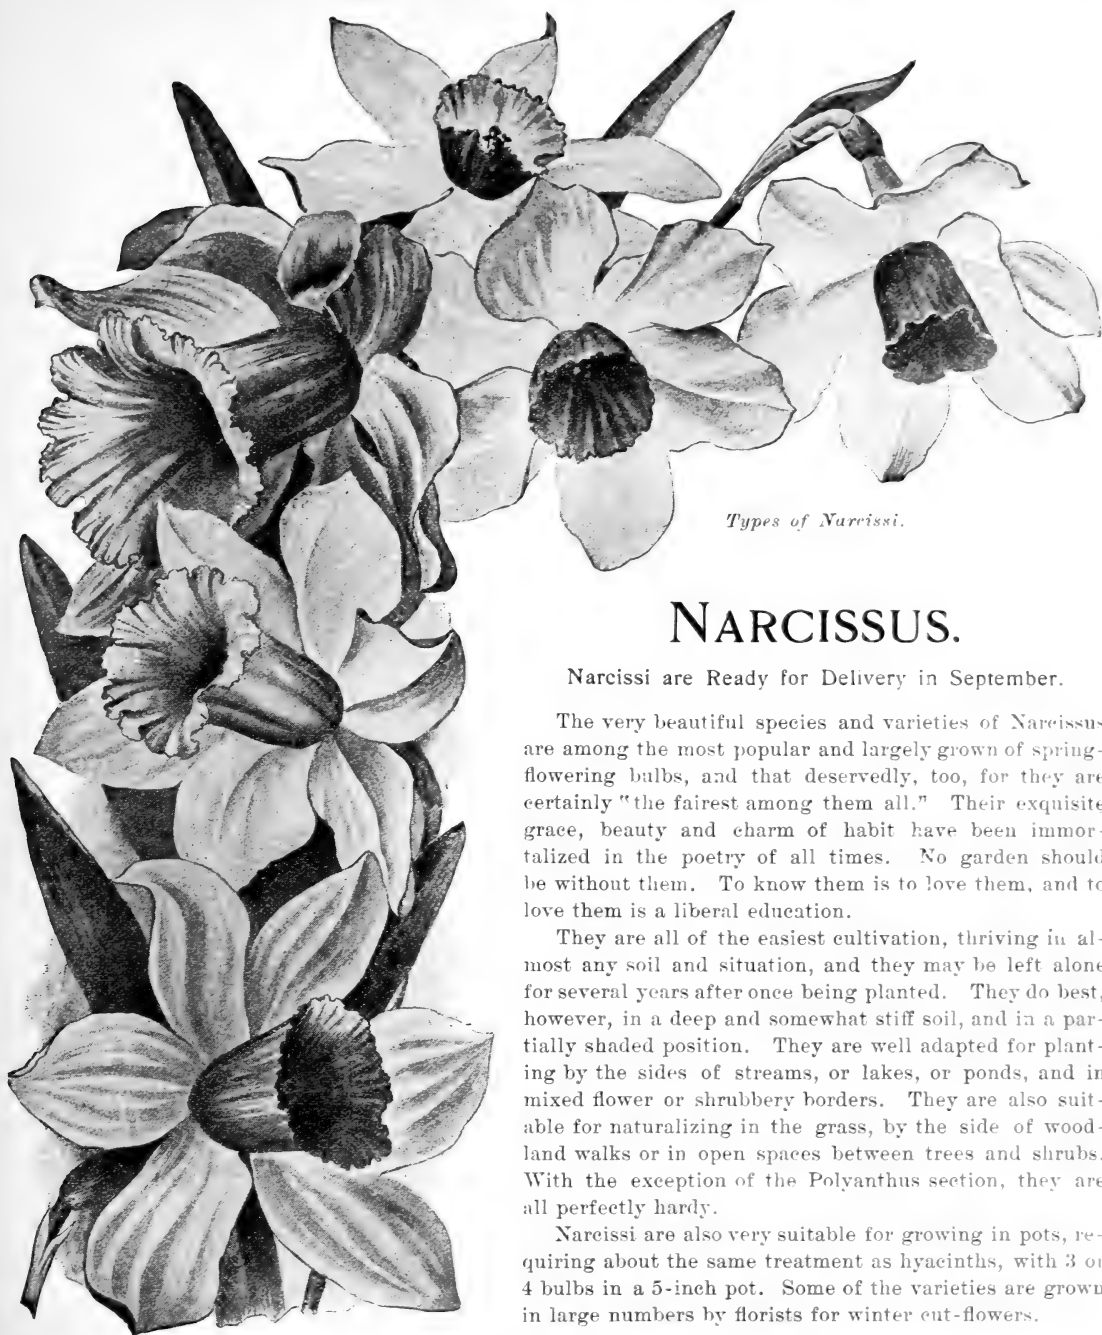 Types of Narcissi.
NARCISSUS.
Narcissi are Ready for Delivery in September.
The very beautiful species and varieties of Narcissus
are among the most popular and largely grown of spring-
flowering bulbs, and that deservedly, too, for they are
certainly "the fairest among them all." Their exquisite
grace, beauty and charm of habit have been immor-
talized in the poetry of all times. No garden should
be without them. To know them is to love them, and to
love them is a liberal education.
They are all of the easiest cultivation, thriving in al-
most any soil and situation, and they may be left alone
for several years after once being planted. They do best,
however, in a deep and somewhat stiff soil, and in a par-
tially shaded position. They are well adapted for plant-
ing by the sides of streams, or lakes, or ponds, and in
mixed flower or shrubbery borders. They are also suit-
able for naturalizing in the grass, by the side of wood-
land walks or in open spaces between trees and shrubs.
With the exception of the Polyanthus section, they are
all perfectly hardy.
Narcissi are also very suitable for growing in pots, re-
quiring about the same treatment as hyacinths, with 3 or
4 bulbs in a 5-inch pot. Some of the varieties are grown
in large numbers by florists for winter cut-flowers.